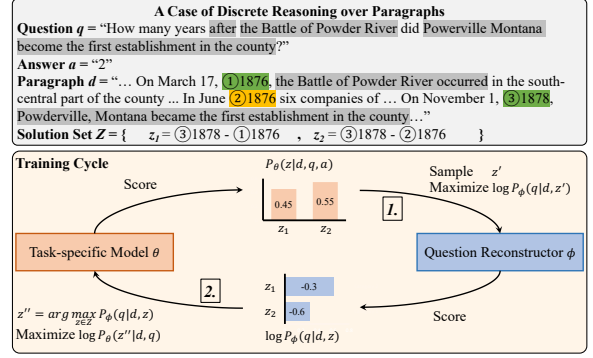 A Case of Discrete Reasoning over Paragraphs
Question q = “How many years after the Battle of Powder River did Powerville Montana
become the first establishment in the county?”
Answer a = “2”
Paragraph d = “… On March 17, ①1876, the Battle of Powder River occurred in the south-
central part of the county ... In June ②1876 six companies of … On November 1, ③1878,
Powderville, Montana became the first establishment in the county…”
Solution Set Z = { z₁ = ③1878 - ①1876 , z₂ = ③1878 - ②1876 }
Training Cycle
P_θ(z|d, q, a)
Score
0.45 0.55
z₁ z₂
1.
Sample z′
Maximize log P_ϕ(q|d, z′)
Task-specific Model θ
Question Reconstructor ϕ
2.
z₁ -0.3
z₂ -0.6
log P_ϕ(q|d, z)
Score
z′′ = arg max P_ϕ(q|d, z)
z∈Z
Maximize log P_θ(z′′|d, q)